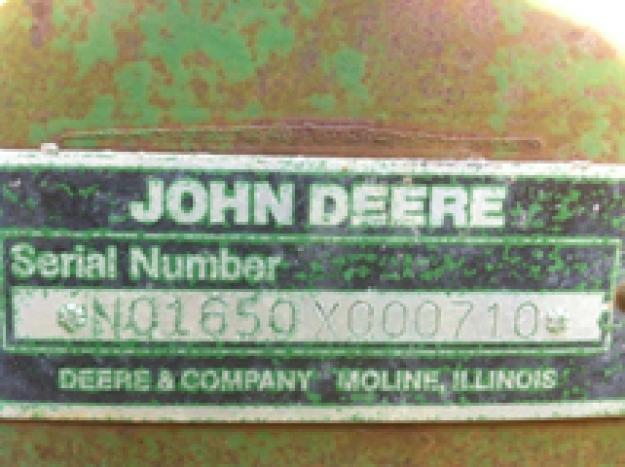 JOHN DEERE
Serial Number
*N01650X000710*
DEERE & COMPANY MOLINE, ILLINOIS